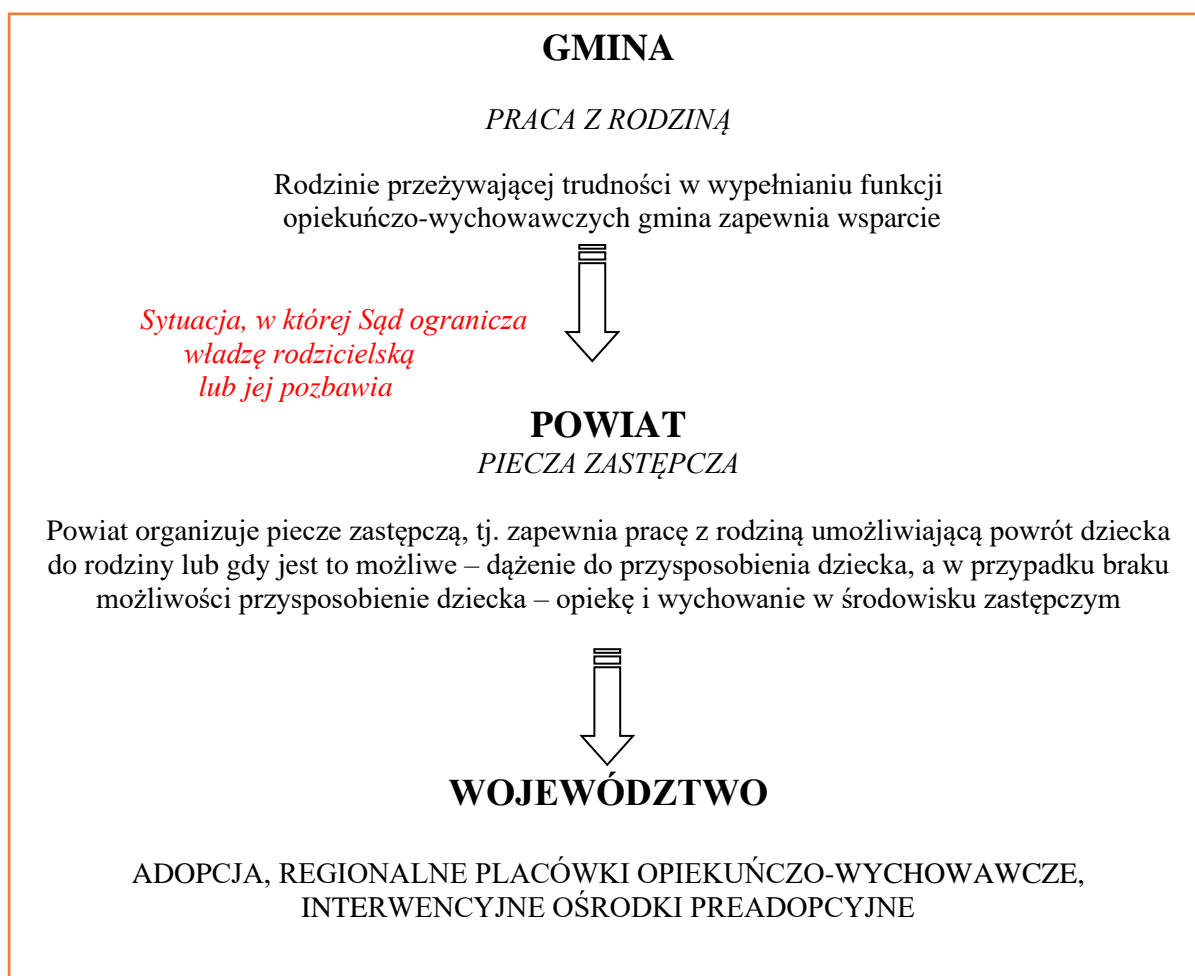 GMINA
PRACA Z RODZINĄ
Rodzinie przeżywającej trudności w wypełnianiu funkcji
opiekuńczo-wychowawczych gmina zapewnia wsparcie
Sytuacja, w której Sąd ogranicza
władzę rodzicielską
lub jej pozbawia
POWIAT
PIECZA ZASTĘPCZA
Powiat organizuje piecze zastępczą, tj. zapewnia pracę z rodziną umożliwiającą powrót dziecka
do rodziny lub gdy jest to możliwe – dążenie do przysposobienia dziecka, a w przypadku braku
możliwości przysposobienie dziecka – opiekę i wychowanie w środowisku zastępczym
WOJEWÓDZTWO
ADOPCJA, REGIONALNE PLACÓWKI OPIEKUŃCZO-WYCHOWAWCZE,
INTERWENCYJNE OŚRODKI PREADOPCYJNE